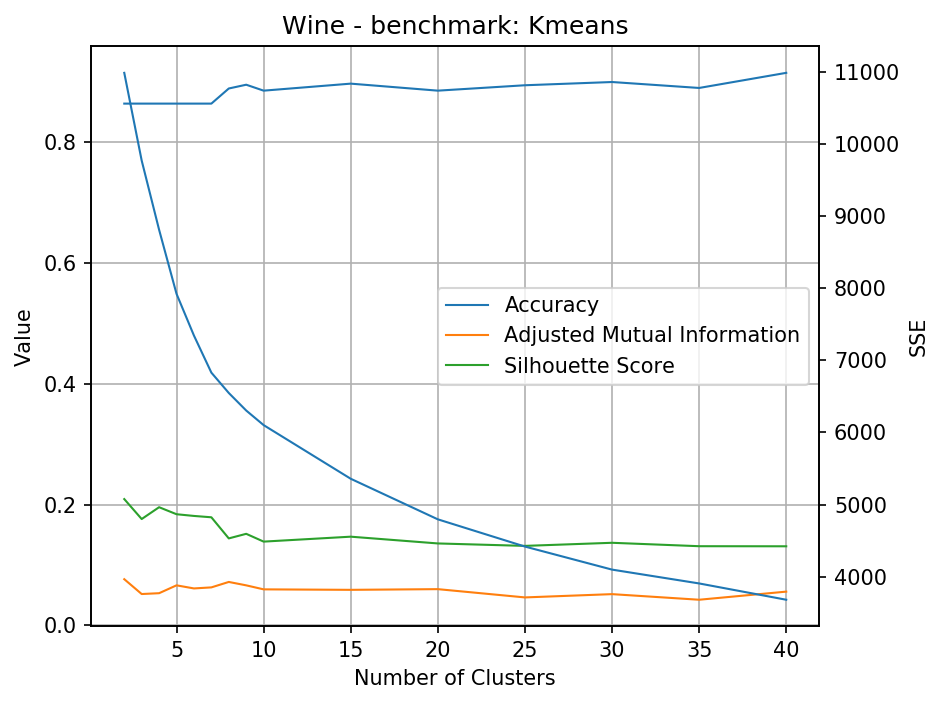 Wine - benchmark: Kmeans
Value
0.8
0.6
0.4
0.2
0.0
11000
10000
9000
8000
7000
6000
5000
4000
SSE
Accuracy
Adjusted Mutual Information
Silhouette Score
5 10 15 20 25 30 35 40
Number of Clusters